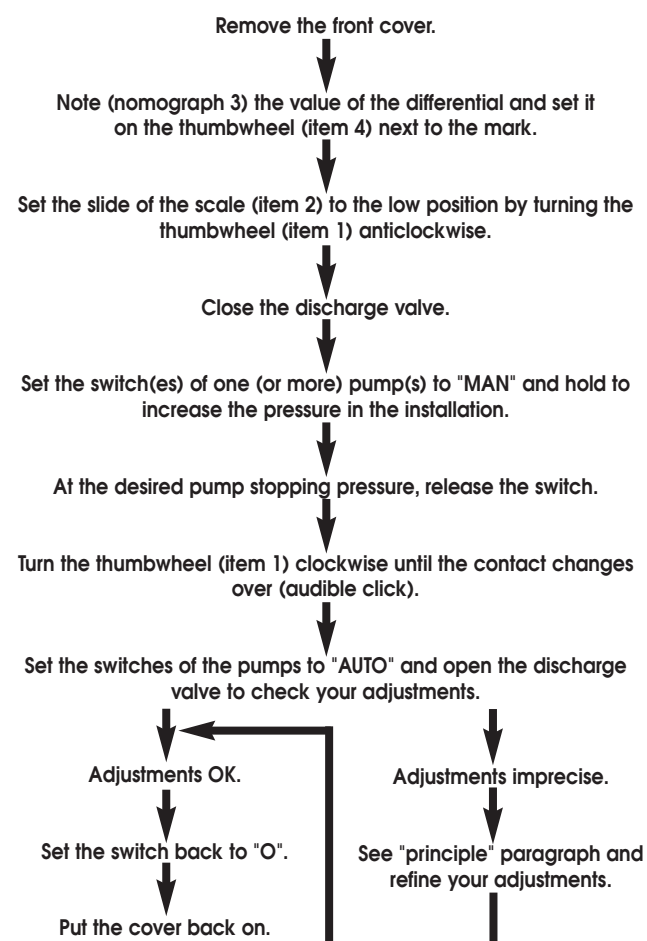 Remove the front cover.
Note (nomograph 3) the value of the differential and set it
on the thumbwheel (item 4) next to the mark.
Set the slide of the scale (item 2) to the low position by turning the
thumbwheel (item 1) anticlockwise.
Close the discharge valve.
Set the switch(es) of one (or more) pump(s) to "MAN" and hold to
increase the pressure in the installation.
At the desired pump stopping pressure, release the switch.
Turn the thumbwheel (item 1) clockwise until the contact changes
over (audible click).
Set the switches of the pumps to "AUTO" and open the discharge
valve to check your adjustments.
Adjustments OK.
Set the switch back to "O".
Put the cover back on.
Adjustments imprecise.
See "principle" paragraph and
refine your adjustments.